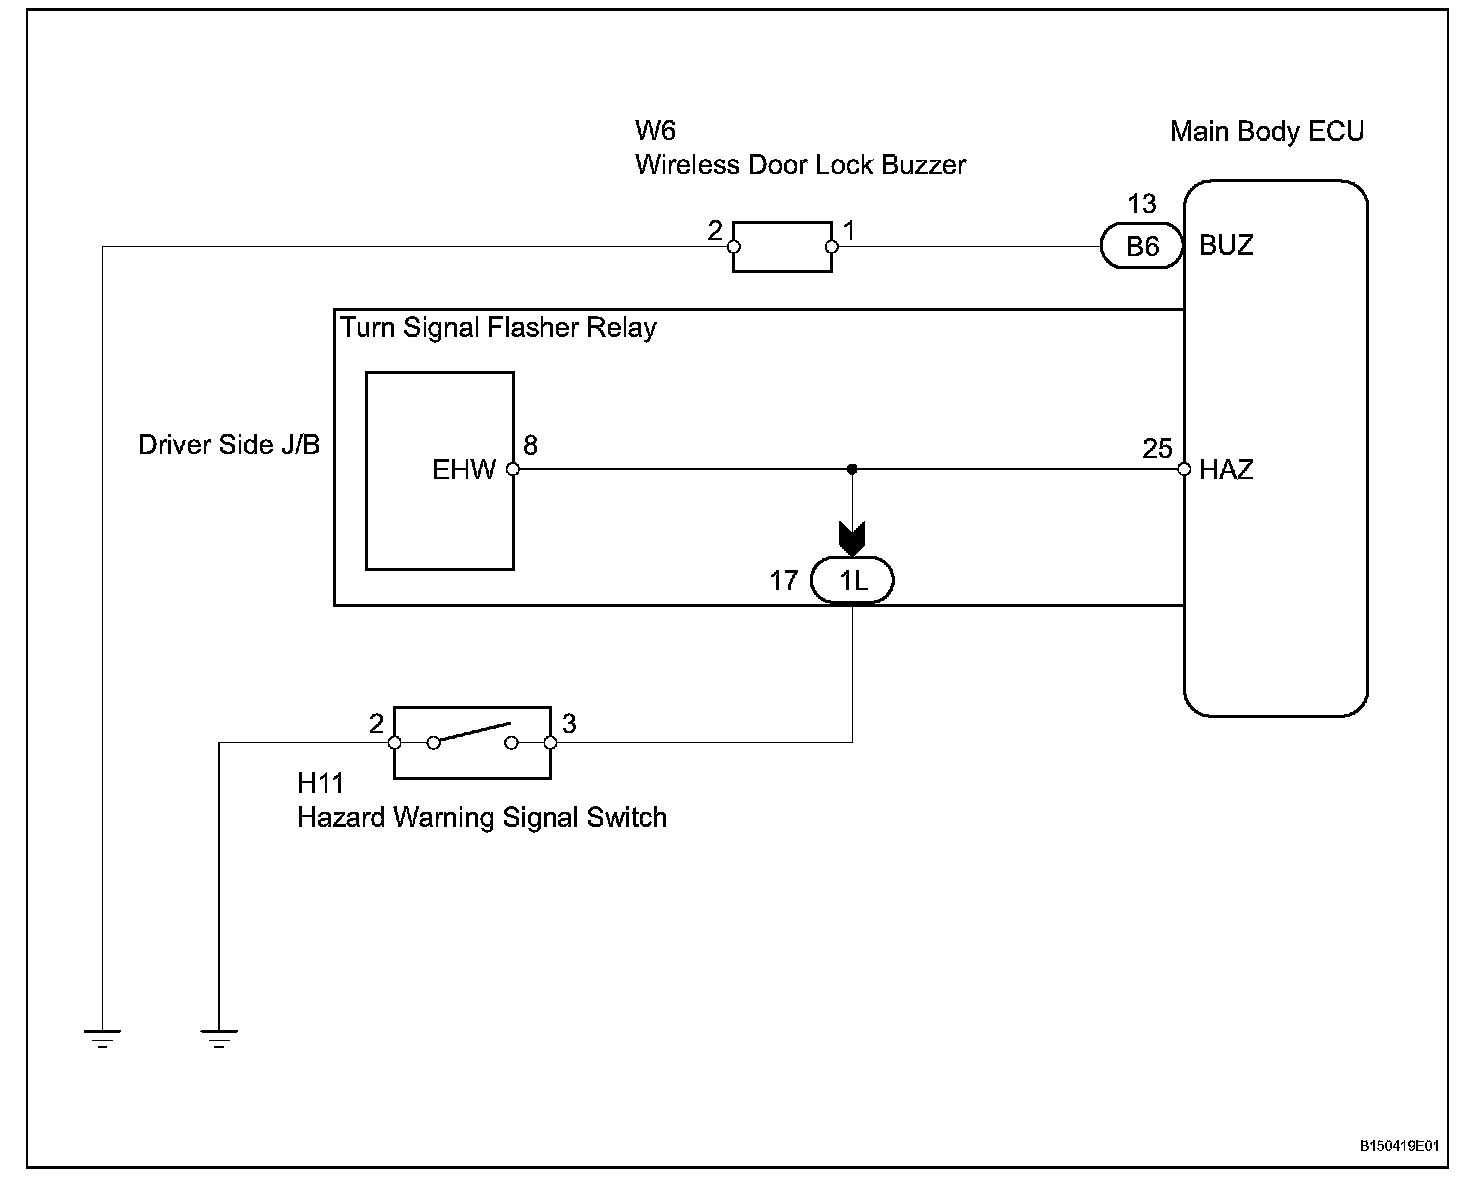 W6
Wireless Door Lock Buzzer
Main Body ECU
2
1
13
B6
BUZ
Turn Signal Flasher Relay
Driver Side J/B
EHW
8
25
HAZ
17
1L
2
3
H11
Hazard Warning Signal Switch
B150419E01